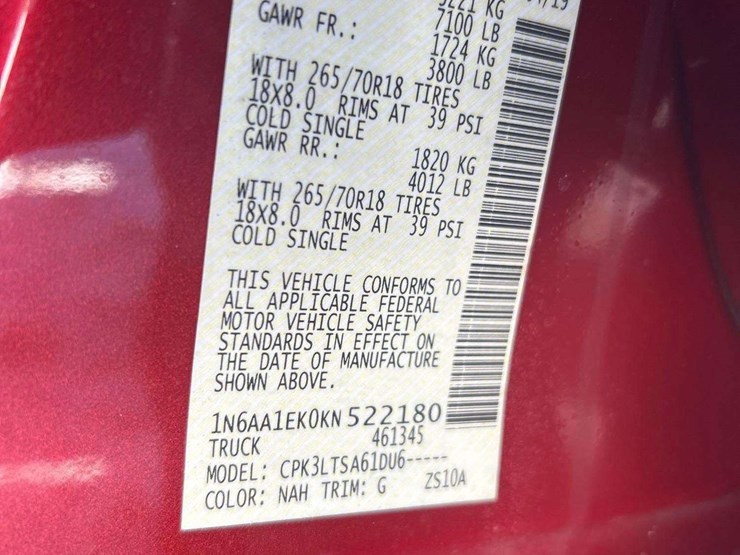 3221 KG
7100 LB
GAWR FR.: 1724 KG
3800 LB
WITH 265/70R18 TIRES
18X8.0 RIMS AT 39 PSI
COLD SINGLE
GAWR RR.: 1820 KG
4012 LB
WITH 265/70R18 TIRES
18X8.0 RIMS AT 39 PSI
COLD SINGLE
THIS VEHICLE CONFORMS TO
ALL APPLICABLE FEDERAL
MOTOR VEHICLE SAFETY
STANDARDS IN EFFECT ON
THE DATE OF MANUFACTURE
SHOWN ABOVE.
1N6AA1EK0KN522180
TRUCK 461345
MODEL: CPK3LTSA61DU6-----
COLOR: NAH TRIM: G ZS10A